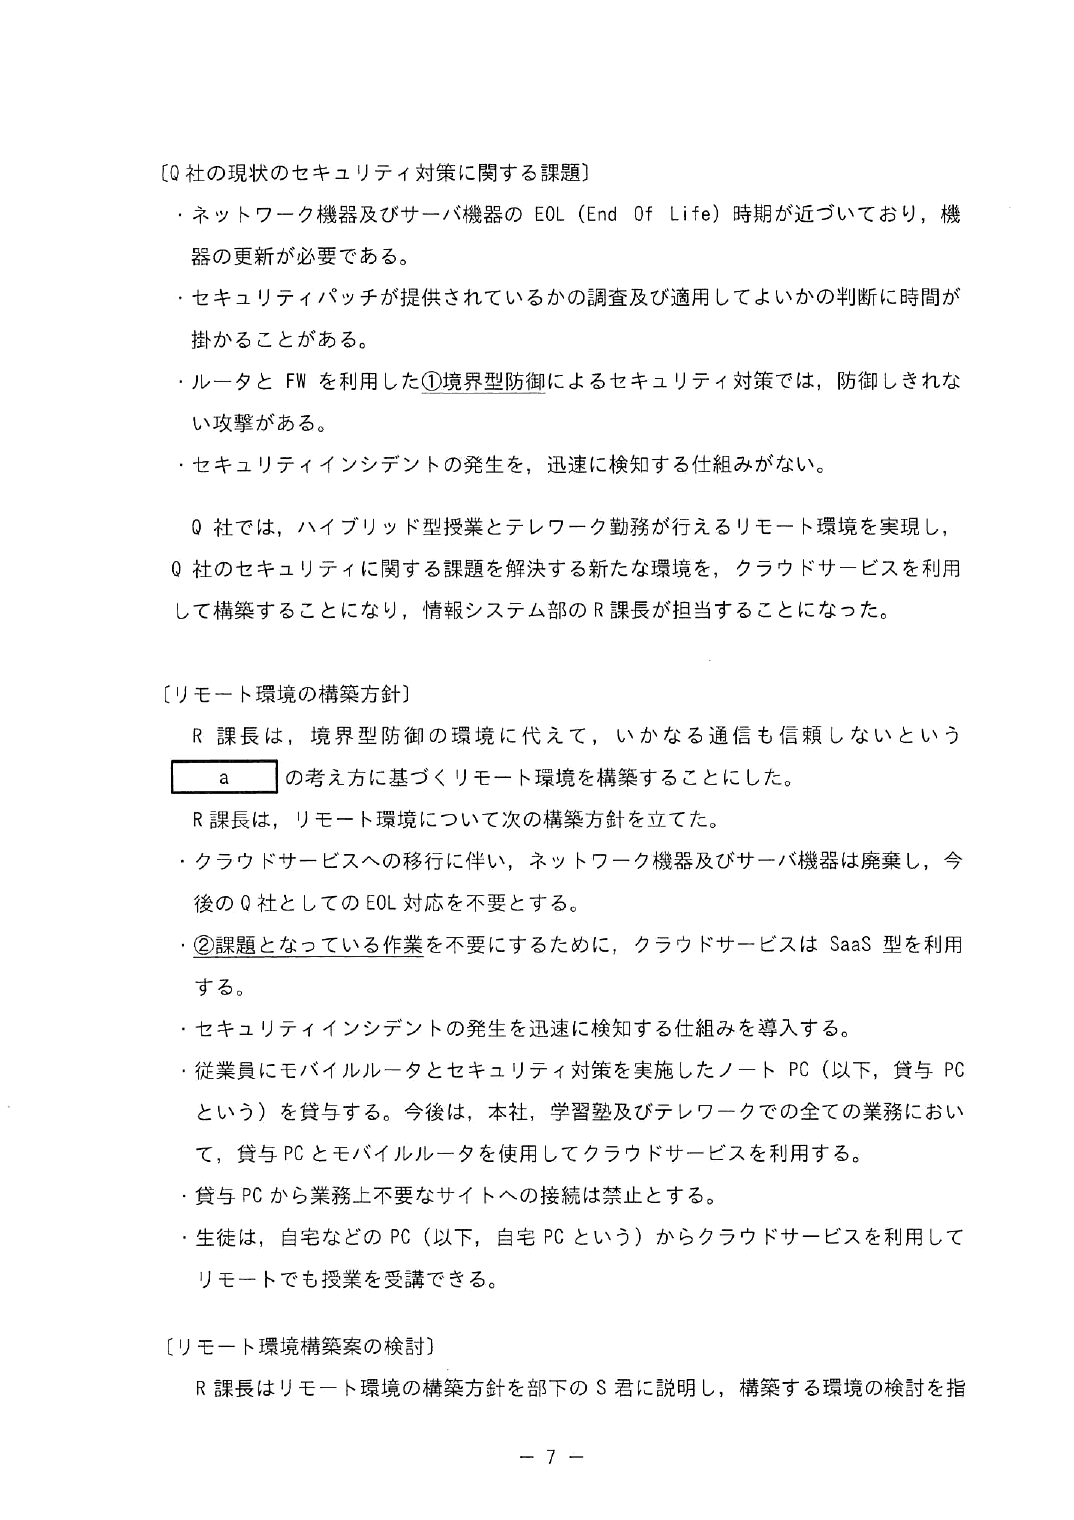 〔Q社の現状のセキュリティ対策に関する課題〕
・ネットワーク機器及びサーバ機器の EOL（End Of Life）時期が近づいており，機
器の更新が必要である。
・セキュリティパッチが提供されているかの調査及び適用してよいかの判断に時間が
掛かることがある。
・ルータと FW を利用した①境界型防御によるセキュリティ対策では，防御しきれな
い攻撃がある。
・セキュリティインシデントの発生を，迅速に検知する仕組みがない。
Q 社では，ハイブリッド型授業とテレワーク勤務が行えるリモート環境を実現し，
Q 社のセキュリティに関する課題を解決する新たな環境を，クラウドサービスを利用
して構築することになり，情報システム部のR課長が担当することになった。
〔リモート環境の構築方針〕
R 課長は，境界型防御の環境に代えて，いかなる通信も信頼しないという
a の考え方に基づくリモート環境を構築することにした。
R課長は，リモート環境について次の構築方針を立てた。
・クラウドサービスへの移行に伴い，ネットワーク機器及びサーバ機器は廃棄し，今
後のQ社としてのEOL対応を不要とする。
・②課題となっている作業を不要にするために，クラウドサービスは SaaS 型を利用
する。
・セキュリティインシデントの発生を迅速に検知する仕組みを導入する。
・従業員にモバイルルータとセキュリティ対策を実施したノート PC（以下，貸与 PC
という）を貸与する。今後は，本社，学習塾及びテレワークでの全ての業務におい
て，貸与PCとモバイルルータを使用してクラウドサービスを利用する。
・貸与PCから業務上不要なサイトへの接続は禁止とする。
・生徒は，自宅などのPC（以下，自宅PCという）からクラウドサービスを利用して
リモートでも授業を受講できる。
〔リモート環境構築案の検討〕
R 課長はリモート環境の構築方針を部下の S 君に説明し，構築する環境の検討を指
― 7 ―